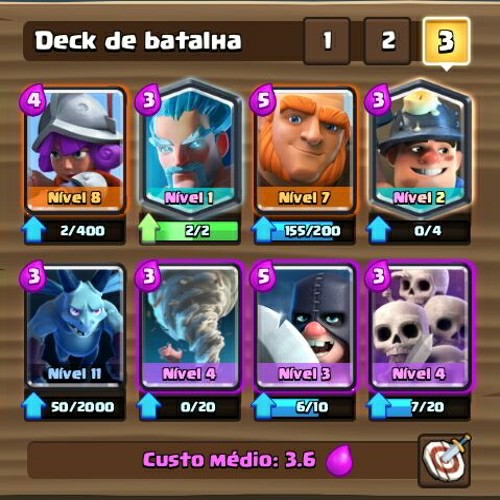 Deck de batalha 1 2 3
4 3 5 3
Nível 8 Nível 1 Nível 7 Nível 2
2/400 2/2 155/200 0/4
3 3 5 3
Nível 11 Nível 4 Nível 3 Nível 4
50/2000 0/20 6/10 7/20
Custo médio: 3.6